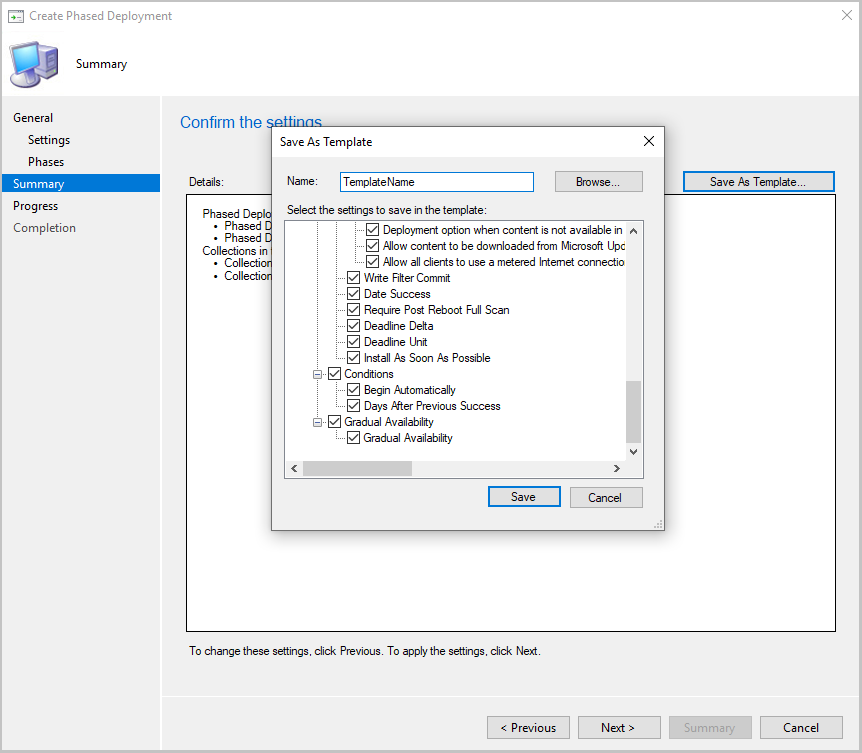 Create Phased Deployment
Summary
General
Settings
Phases
Summary
Progress
Completion
Confirm the settings
Details:
Save As Template...
Phased Deplo
• Phased D
• Phased D
Collections in
• Collection
• Collection
Save As Template
Name:
TemplateName
Browse...
Select the settings to save in the template:
Deployment option when content is not available in
Allow content to be downloaded from Microsoft Upd
Allow all clients to use a metered Internet connection
Write Filter Commit
Date Success
Require Post Reboot Full Scan
Deadline Delta
Deadline Unit
Install As Soon As Possible
Conditions
Begin Automatically
Days After Previous Success
Gradual Availability
Gradual Availability
Save
Cancel
To change these settings, click Previous. To apply the settings, click Next.
< Previous
Next >
Summary
Cancel